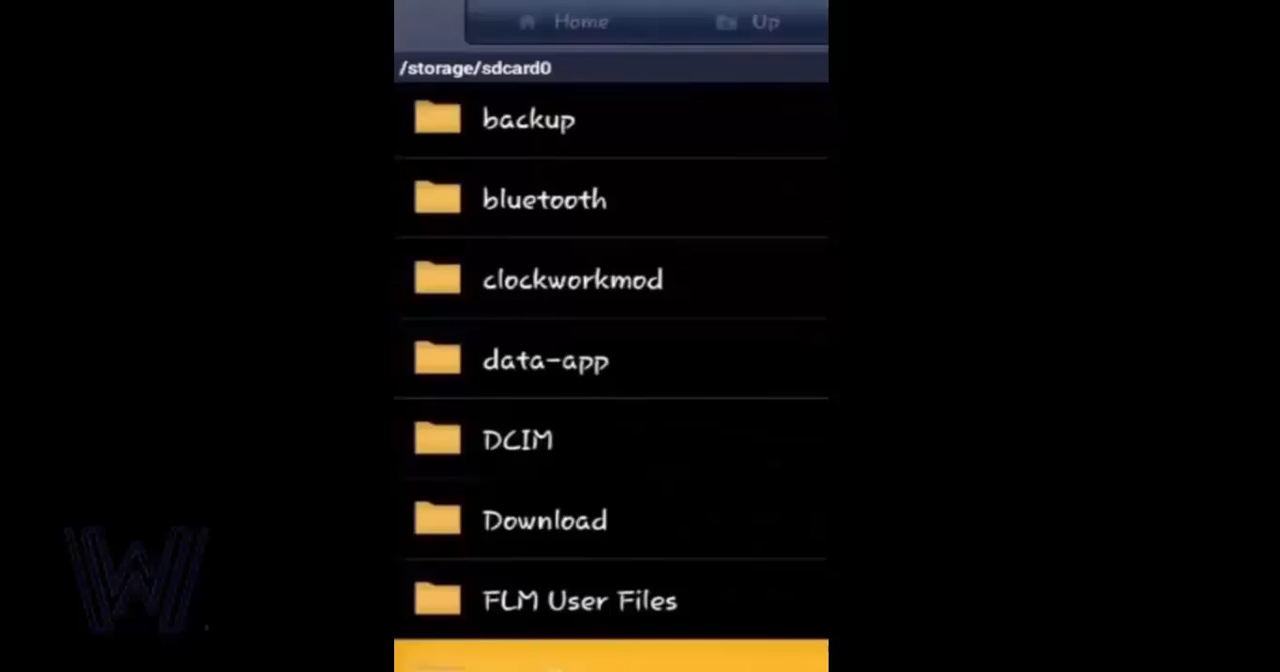 Home Up
/storage/sdcard0
backup
bluetooth
clockworkmod
data-app
DCIM
Download
FLM User Files
W